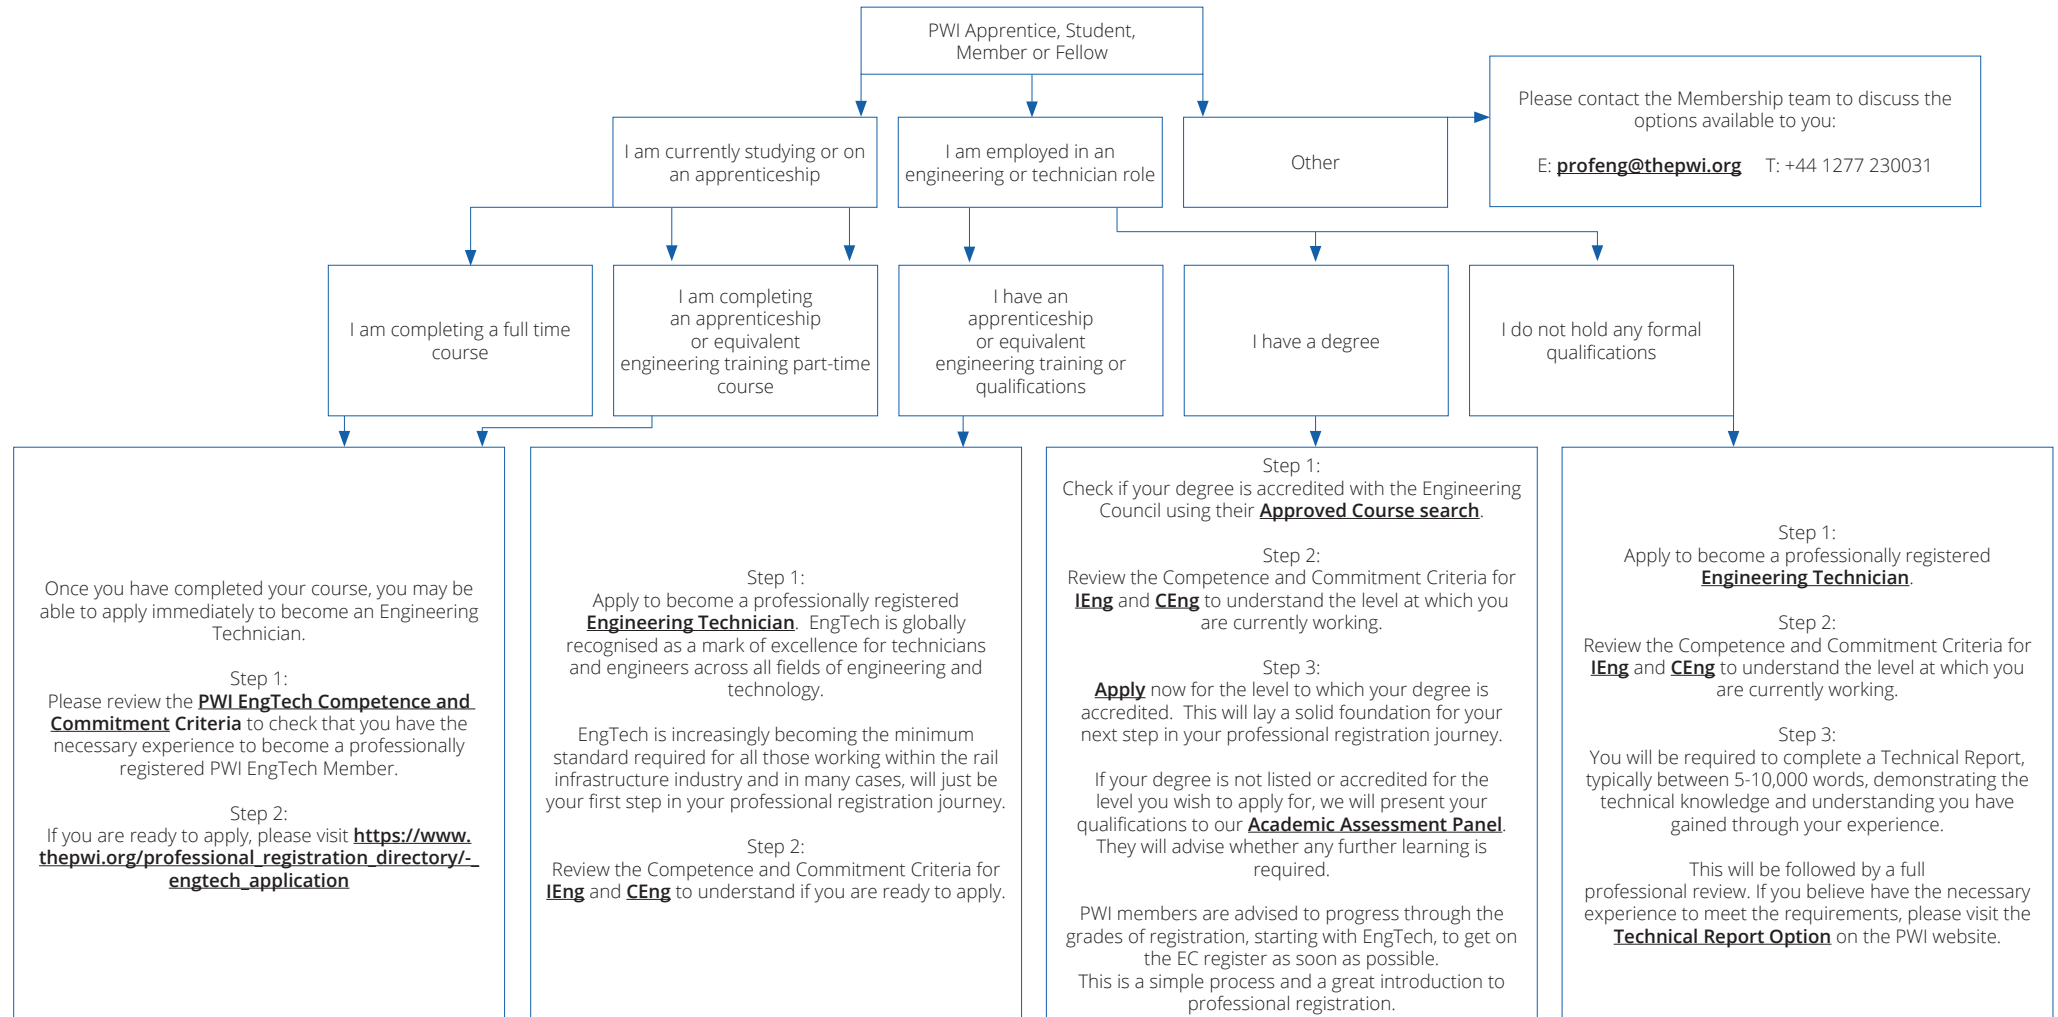 PWI Apprentice, Student,
Member or Fellow
Please contact the Membership team to discuss the
options available to you:
E: profeng@thepwi.org T: +44 1277 230031
I am currently studying or on
an apprenticeship
I am employed in an
engineering or technician role
Other
I am completing a full time
course
I am completing
an apprenticeship
or equivalent
engineering training part-time
course
I have an
apprenticeship
or equivalent
engineering training or
qualifications
I have a degree
I do not hold any formal
qualifications
Once you have completed your course, you may be
able to apply immediately to become an Engineering
Technician.
Step 1:
Please review the PWI EngTech Competence and
Commitment Criteria to check that you have the
necessary experience to become a professionally
registered PWI EngTech Member.
Step 2:
If you are ready to apply, please visit https://www.
thepwi.org/professional_registration_directory/-_
engtech_application
Step 1:
Apply to become a professionally registered
Engineering Technician. EngTech is globally
recognised as a mark of excellence for technicians
and engineers across all fields of engineering and
technology.
EngTech is increasingly becoming the minimum
standard required for all those working within the rail
infrastructure industry and in many cases, will just be
your first step in your professional registration journey.
Step 2:
Review the Competence and Commitment Criteria for
IEng and CEng to understand if you are ready to apply.
Step 1:
Check if your degree is accredited with the Engineering
Council using their Approved Course search.
Step 2:
Review the Competence and Commitment Criteria for
IEng and CEng to understand the level at which you
are currently working.
Step 3:
Apply now for the level to which your degree is
accredited. This will lay a solid foundation for your
next step in your professional registration journey.
If your degree is not listed or accredited for the
level you wish to apply for, we will present your
qualifications to our Academic Assessment Panel.
They will advise whether any further learning is
required.
PWI members are advised to progress through the
grades of registration, starting with EngTech, to get on
the EC register as soon as possible.
This is a simple process and a great introduction to
professional registration.
Step 1:
Apply to become a professionally registered
Engineering Technician.
Step 2:
Review the Competence and Commitment Criteria for
IEng and CEng to understand the level at which you
are currently working.
Step 3:
You will be required to complete a Technical Report,
typically between 5-10,000 words, demonstrating the
technical knowledge and understanding you have
gained through your experience.
This will be followed by a full
professional review. If you believe have the necessary
experience to meet the requirements, please visit the
Technical Report Option on the PWI website.